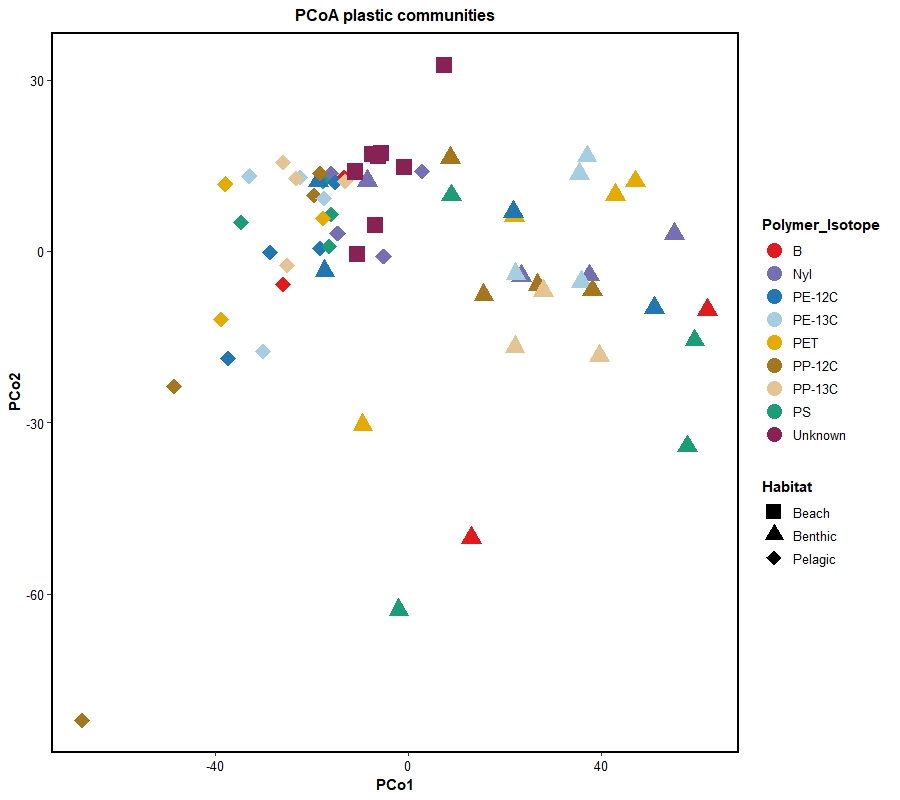 PCoA plastic communities
30
0
-30
-60
PCo2
-40
0
40
PCo1
Polymer_Isotope
B
Nyl
PE-12C
PE-13C
PET
PP-12C
PP-13C
PS
Unknown
Habitat
Beach
Benthic
Pelagic